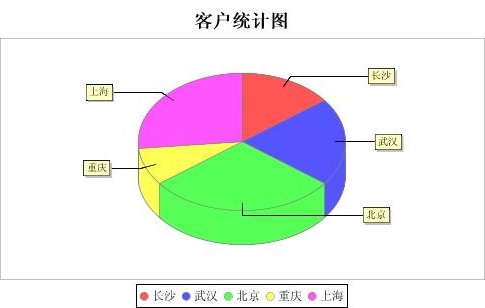 客户统计图
长沙
上海
武汉
重庆
北京
长沙 武汉 北京 重庆 上海